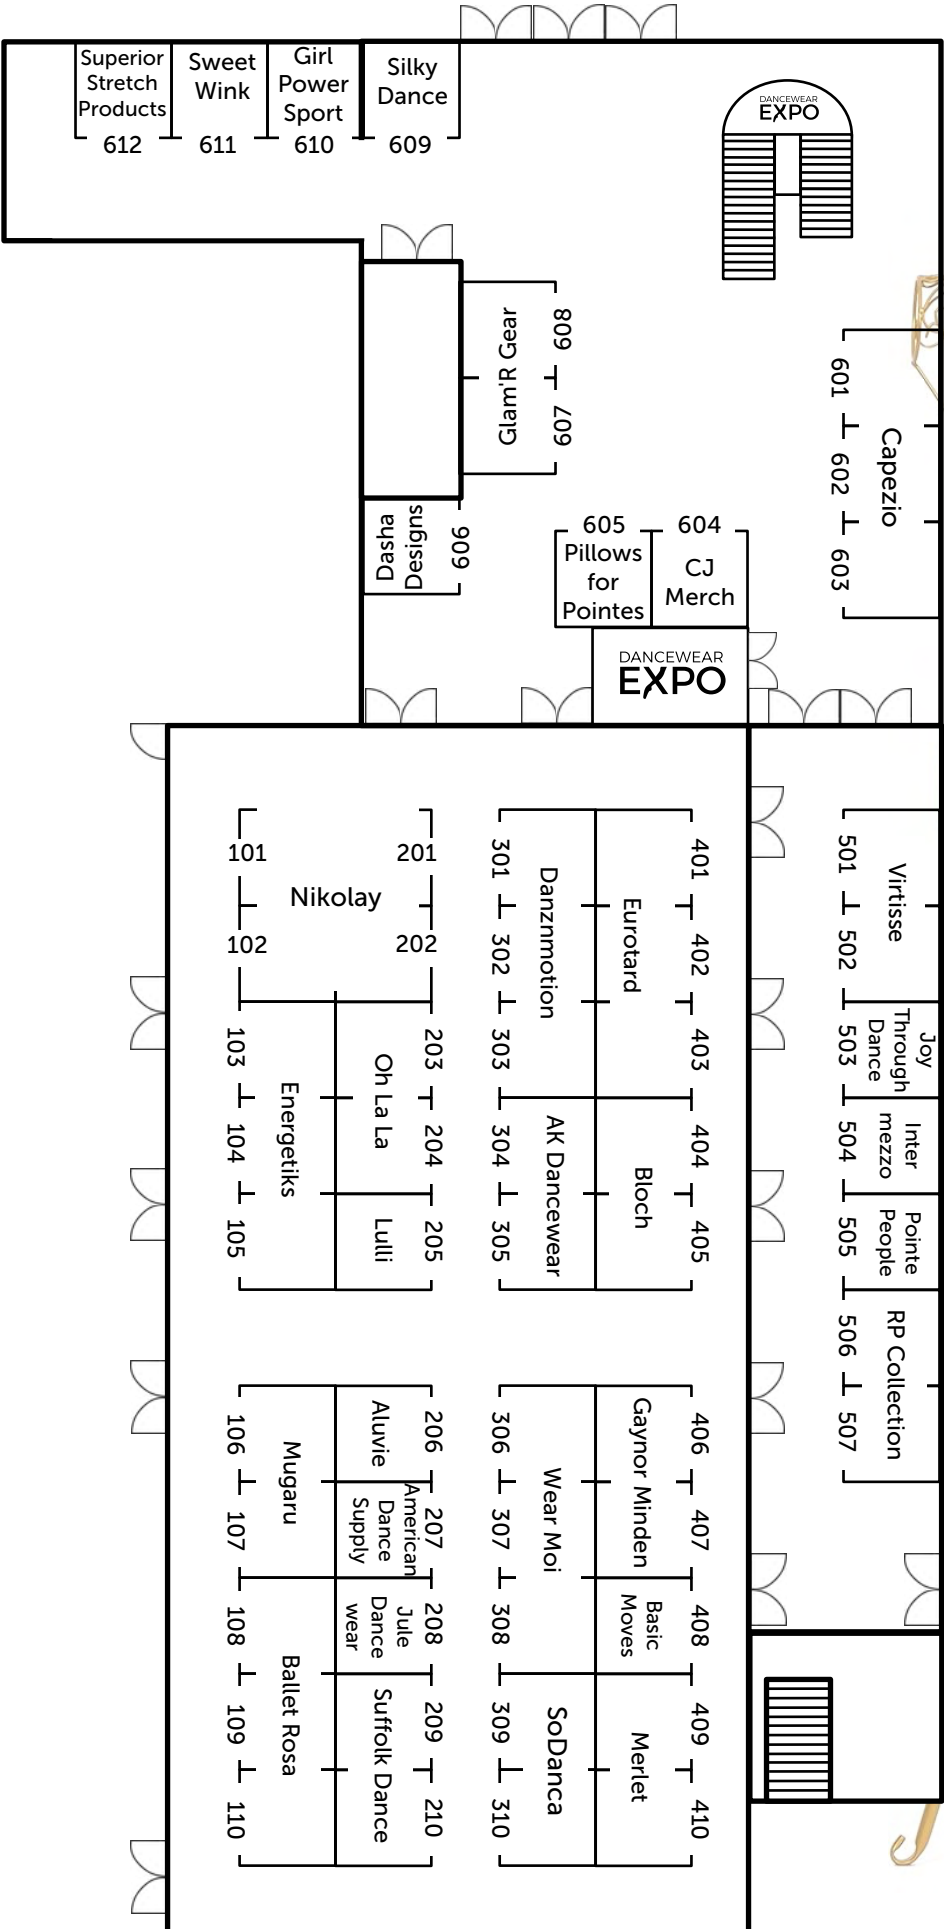 Superior
Stretch
Products
612
Sweet
Wink
611
Girl
Power
Sport
610
Silky
Dance
609
DANCEWEAR
EXPO
608
Glam'R Gear
607
601
Capezio
602
603
Dasha
Designs
606
605
Pillows
for
Pointes
604
CJ
Merch
DANCEWEAR
EXPO
101
201
Nikolay
102
202
103
Energetiks
104
105
203
Oh La La
204
Lulli
205
301
Danznmotion
302
303
304
AK Dancewear
305
401
Eurotard
402
403
404
Bloch
405
501
Virtisse
502
Joy
Through
Dance
503
Inter
mezzo
504
Pointe
People
505
506
RP Collection
507
106
Mugaru
107
108
Ballet Rosa
109
110
206
Aluvie
207
American
Dance
Supply
208
Jule
Dance
wear
209
Suffolk Dance
210
306
Wear Moi
307
308
309
SoDanca
310
406
Gaynor Minden
407
408
Basic
Moves
409
Merlet
410